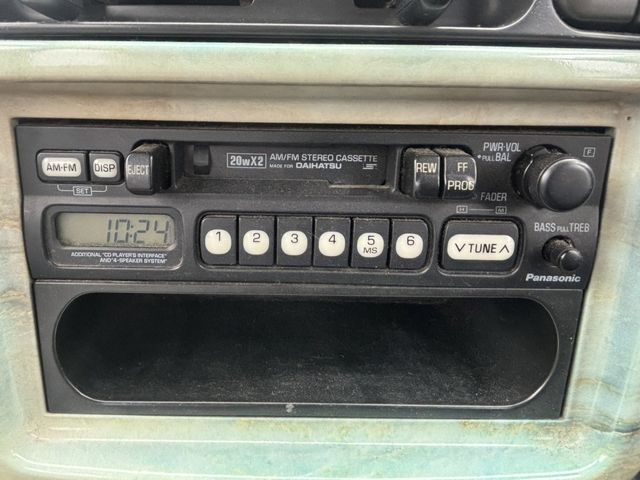 AM·FM
DISP
SET
EJECT
20W X2
AM/FM STEREO CASSETTE
MADE FOR DAIHATSU
REW
FF
PROG
PWR·VOL
PULL BAL
F
FADER
10:24
ADDITIONAL "CD PLAYER'S INTERFACE"
AND "4-SPEAKER SYSTEM"
1
2
3
4
5
MS
6
∨ TUNE ∧
BASS PULL TREB
Panasonic